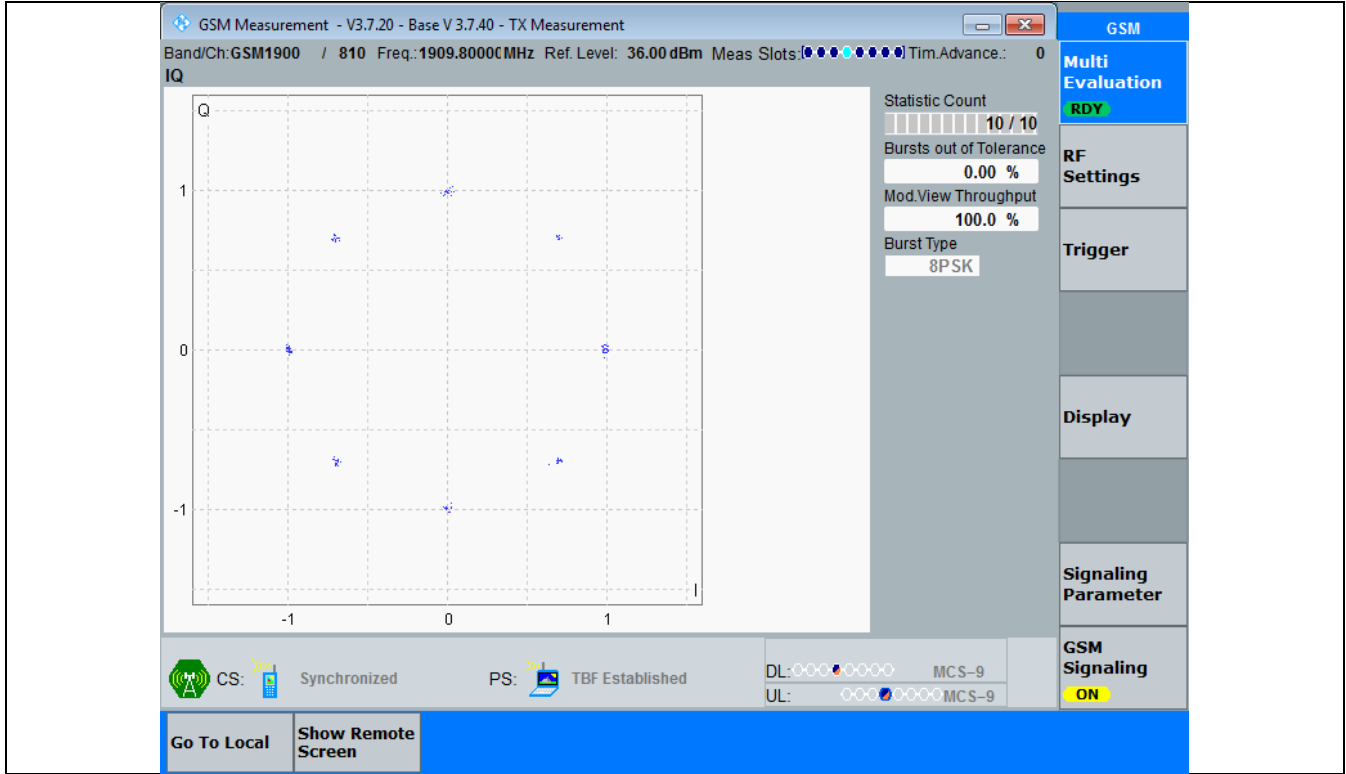 GSM Measurement - V3.7.20 - Base V 3.7.40 - TX Measurement
GSM
Band/Ch:GSM1900 / 810 Freq.:1909.80000MHz Ref. Level: 36.00 dBm Meas Slots: Tim.Advance.: 0
IQ
Multi
Evaluation
RDY
Q
1
0
-1
-1 0 1
I
Statistic Count
10 / 10
Bursts out of Tolerance
0.00 %
Mod.View Throughput
100.0 %
Burst Type
8PSK
RF
Settings
Trigger
Display
Signaling
Parameter
GSM
Signaling
ON
CS: Synchronized PS: TBF Established
DL: MCS-9
UL: MCS-9
Go To Local
Show Remote
Screen